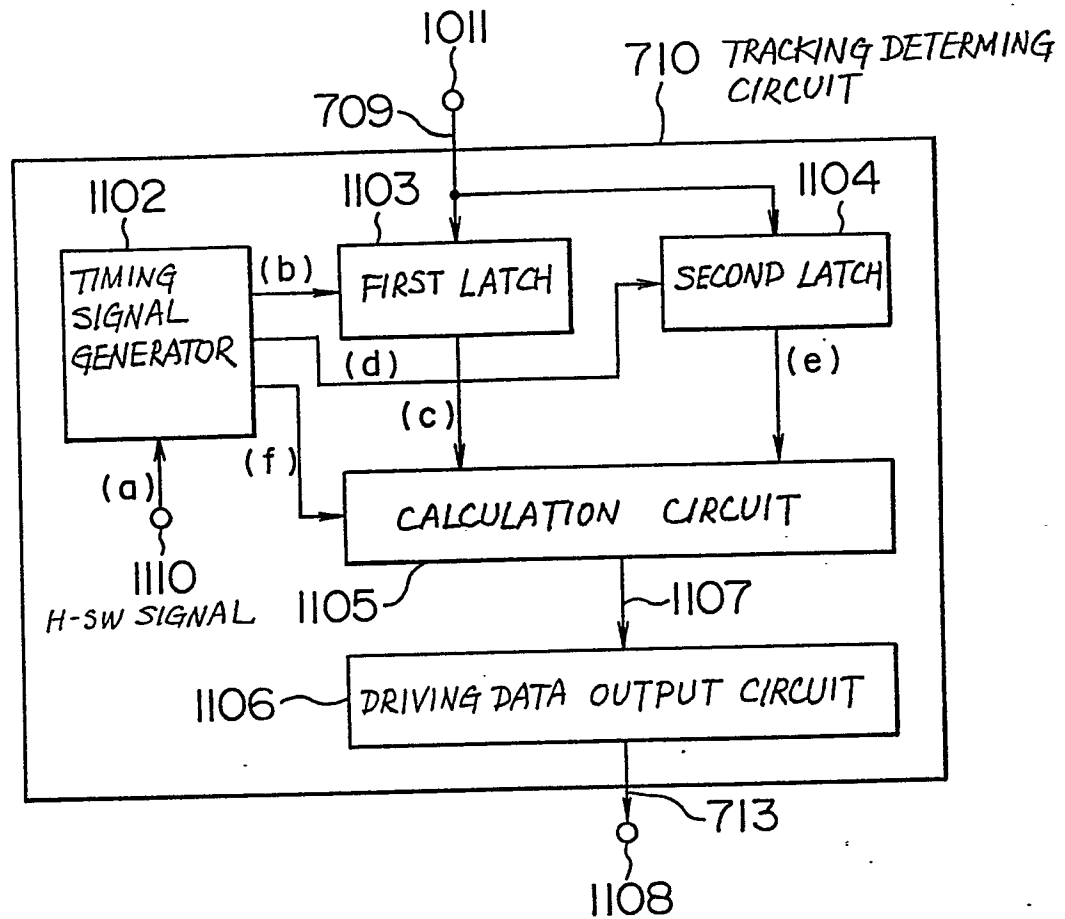 1011
710 TRACKING DETERMING
CIRCUIT
709
1102
1103
1104
TIMING
SIGNAL
GENERATOR
(b)
FIRST LATCH
SECOND LATCH
(d)
(e)
(c)
(f)
(a)
CALCULATION CIRCUIT
1110
H-SW SIGNAL
1105
1107
1106
DRIVING DATA OUTPUT CIRCUIT
713
1108